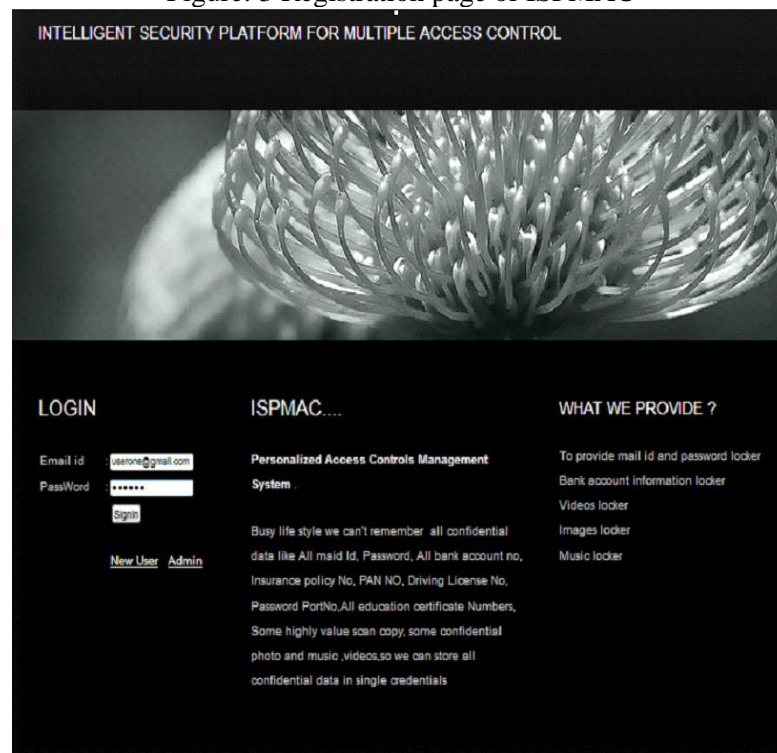 Figure: 3 Registration page of ISPMAC
INTELLIGENT SECURITY PLATFORM FOR MULTIPLE ACCESS CONTROL
LOGIN
Email id : userone@gmail.com
PassWord : ••••••
SignIn
New User Admin
ISPMAC....
Personalized Access Controls Management
System .
Busy life style we can't remember all confidential
data like All maid Id, Password, All bank account no,
Insurance policy No, PAN NO, Driving License No,
Password PortNo,All education certificate Numbers,
Some highly value scan copy, some confidential
photo and music ,videos,so we can store all
confidential data in single credentials
WHAT WE PROVIDE ?
To provide mail id and password locker
Bank account information locker
Videos locker
Images locker
Music locker